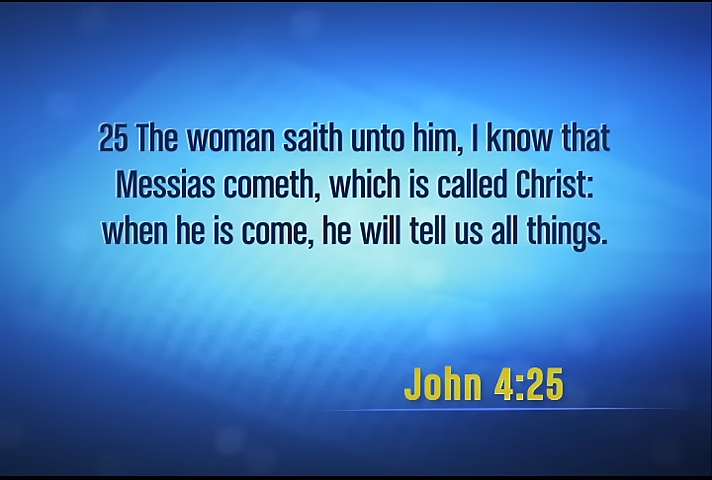 25 The woman saith unto him, I know that
Messias cometh, which is called Christ:
when he is come, he will tell us all things.
John 4:25